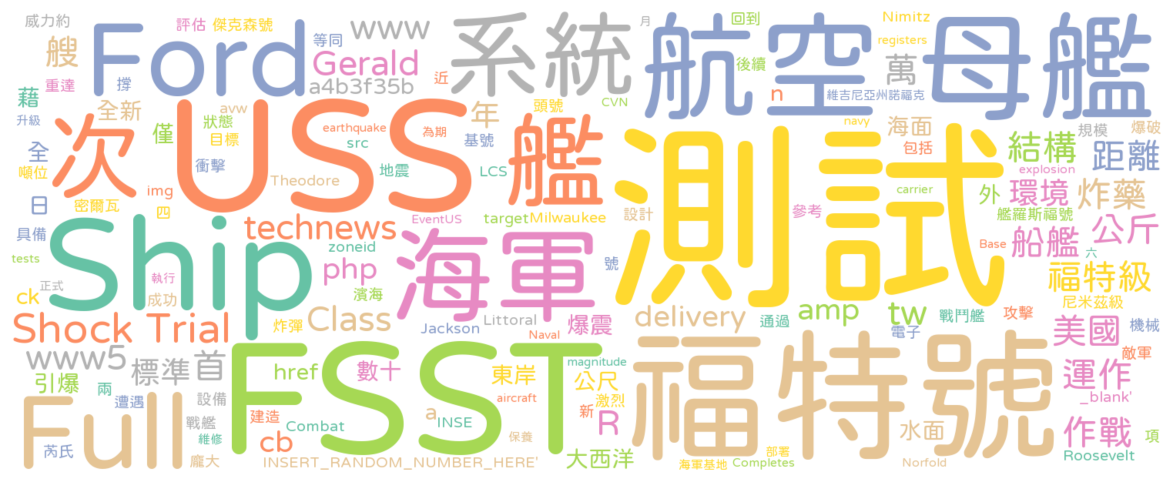 威力約 評估 傑克森號 www 系統 航空 母艦
艘 Ford 等同 Gerald 回到 Nimitz
重達 撐 a4b3f35b 近 月 後續 萬 registers
藉 全新 avw 頭號 CVN n 維吉尼亞州諾福克
升級 次 USS 僅 狀態 earthquake 為期 年 艦 測試 navy 海面 規模 爆破
全 目標 src 基號 包括 結構 距離
噸位 衝擊 地震 LCS explosion
日 密爾瓦 img Theodore carrier 外 環境 炸藥
具備 四 EventUS target Milwaukee 設計 參考 艦羅斯福號
tests Ship technews 海軍 zoneid Base 船艦 公斤
正式 執行 php 號 六
ck 成功 濱海 福特級
Shock Trial 炸彈 Class Jackson Littoral 爆震 delivery 通過 amp tw 戰鬥艦 攻擊 尼米茲級
www5 標準 首 FSST Naval 電子 美國 機械
引爆 兩 href 數十 東岸 magnitude 公尺 福特號 敵軍
Full 遭遇 設備 a aircraft 激烈 運作 _blank'
戰艦 建造 Combat INSE 新 R
芮氏 維修 cb 保養 水面 作戰 項
龐大 INSERT_RANDOM_NUMBER_HERE' 大西洋 海軍基地 部署 Completes Norfold Roosevelt